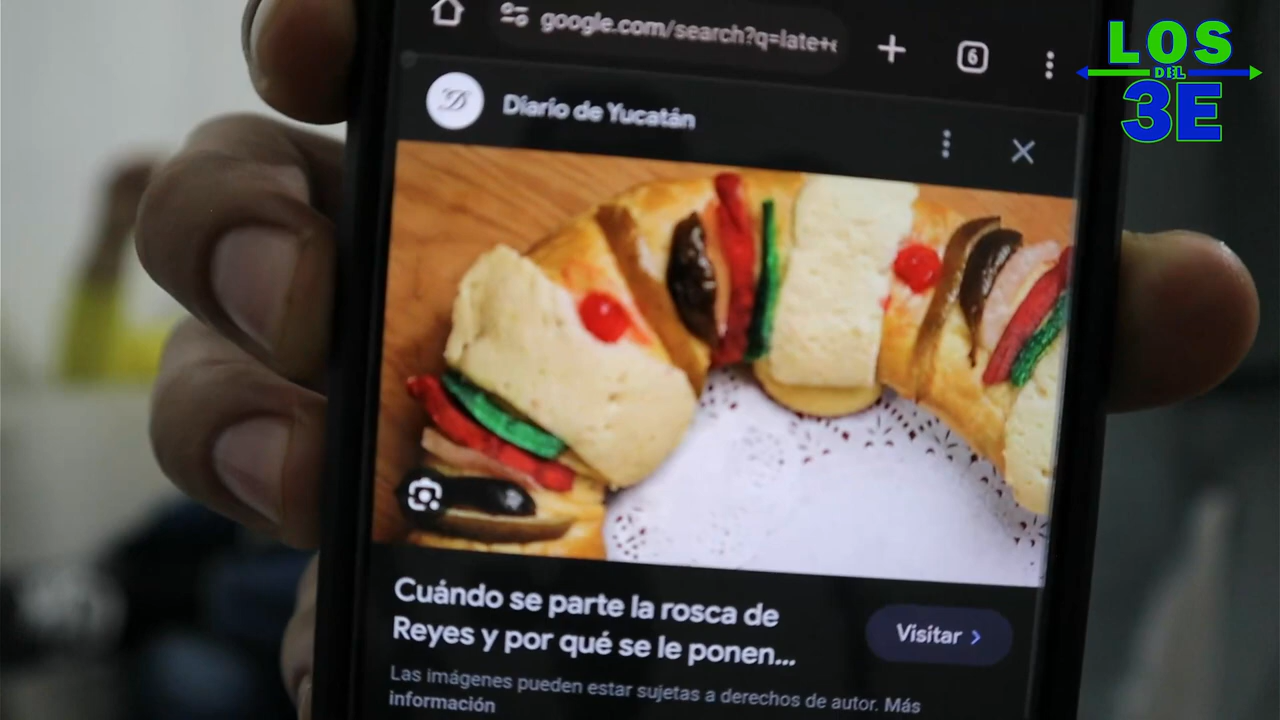 google.com/search?q=late+
6
LOS
DEL
3E
Diario de Yucatán
Cuándo se parte la rosca de
Reyes y por qué se le ponen...
Visitar
Las imágenes pueden estar sujetas a derechos de autor. Más
información